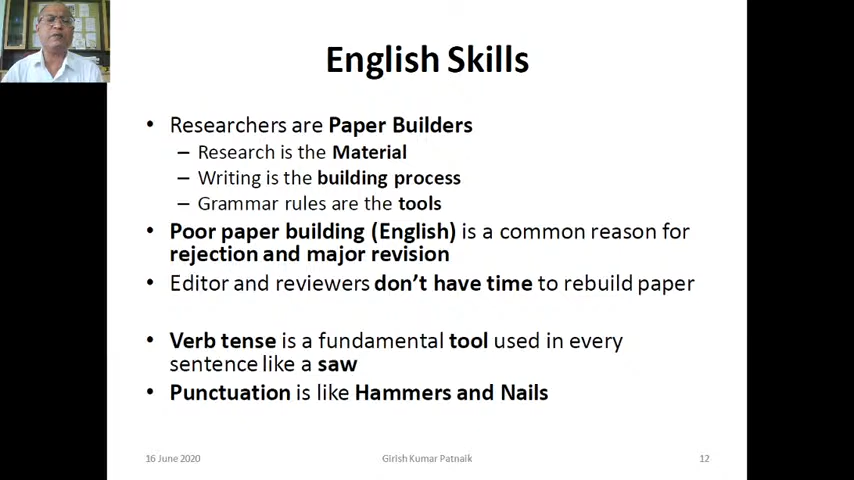 English Skills
• Researchers are Paper Builders
– Research is the Material
– Writing is the building process
– Grammar rules are the tools
• Poor paper building (English) is a common reason for
rejection and major revision
• Editor and reviewers don't have time to rebuild paper
• Verb tense is a fundamental tool used in every
sentence like a saw
• Punctuation is like Hammers and Nails
16 June 2020
Girish Kumar Patnaik
12